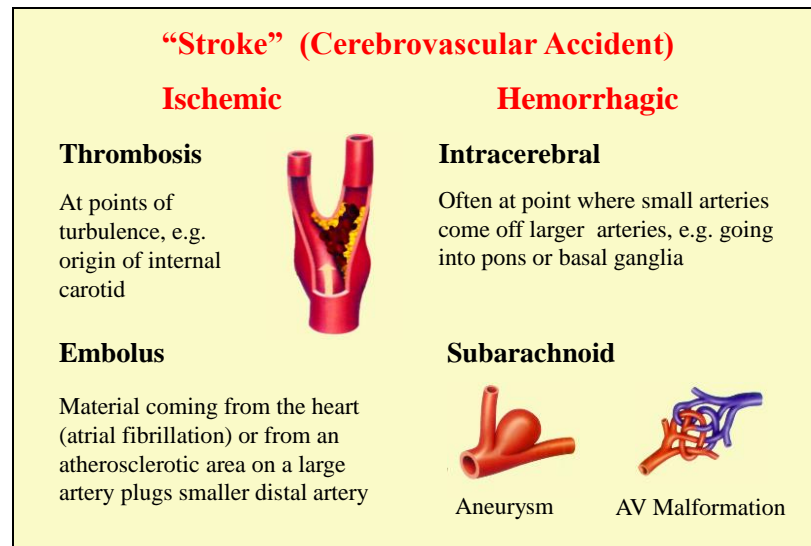 “Stroke” (Cerebrovascular Accident)
Ischemic
Thrombosis
At points of
turbulence, e.g.
origin of internal
carotid
Embolus
Material coming from the heart
(atrial fibrillation) or from an
atherosclerotic area on a large
artery plugs smaller distal artery
Hemorrhagic
Intracerebral
Often at point where small arteries
come off larger arteries, e.g. going
into pons or basal ganglia
Subarachnoid
Aneurysm
AV Malformation